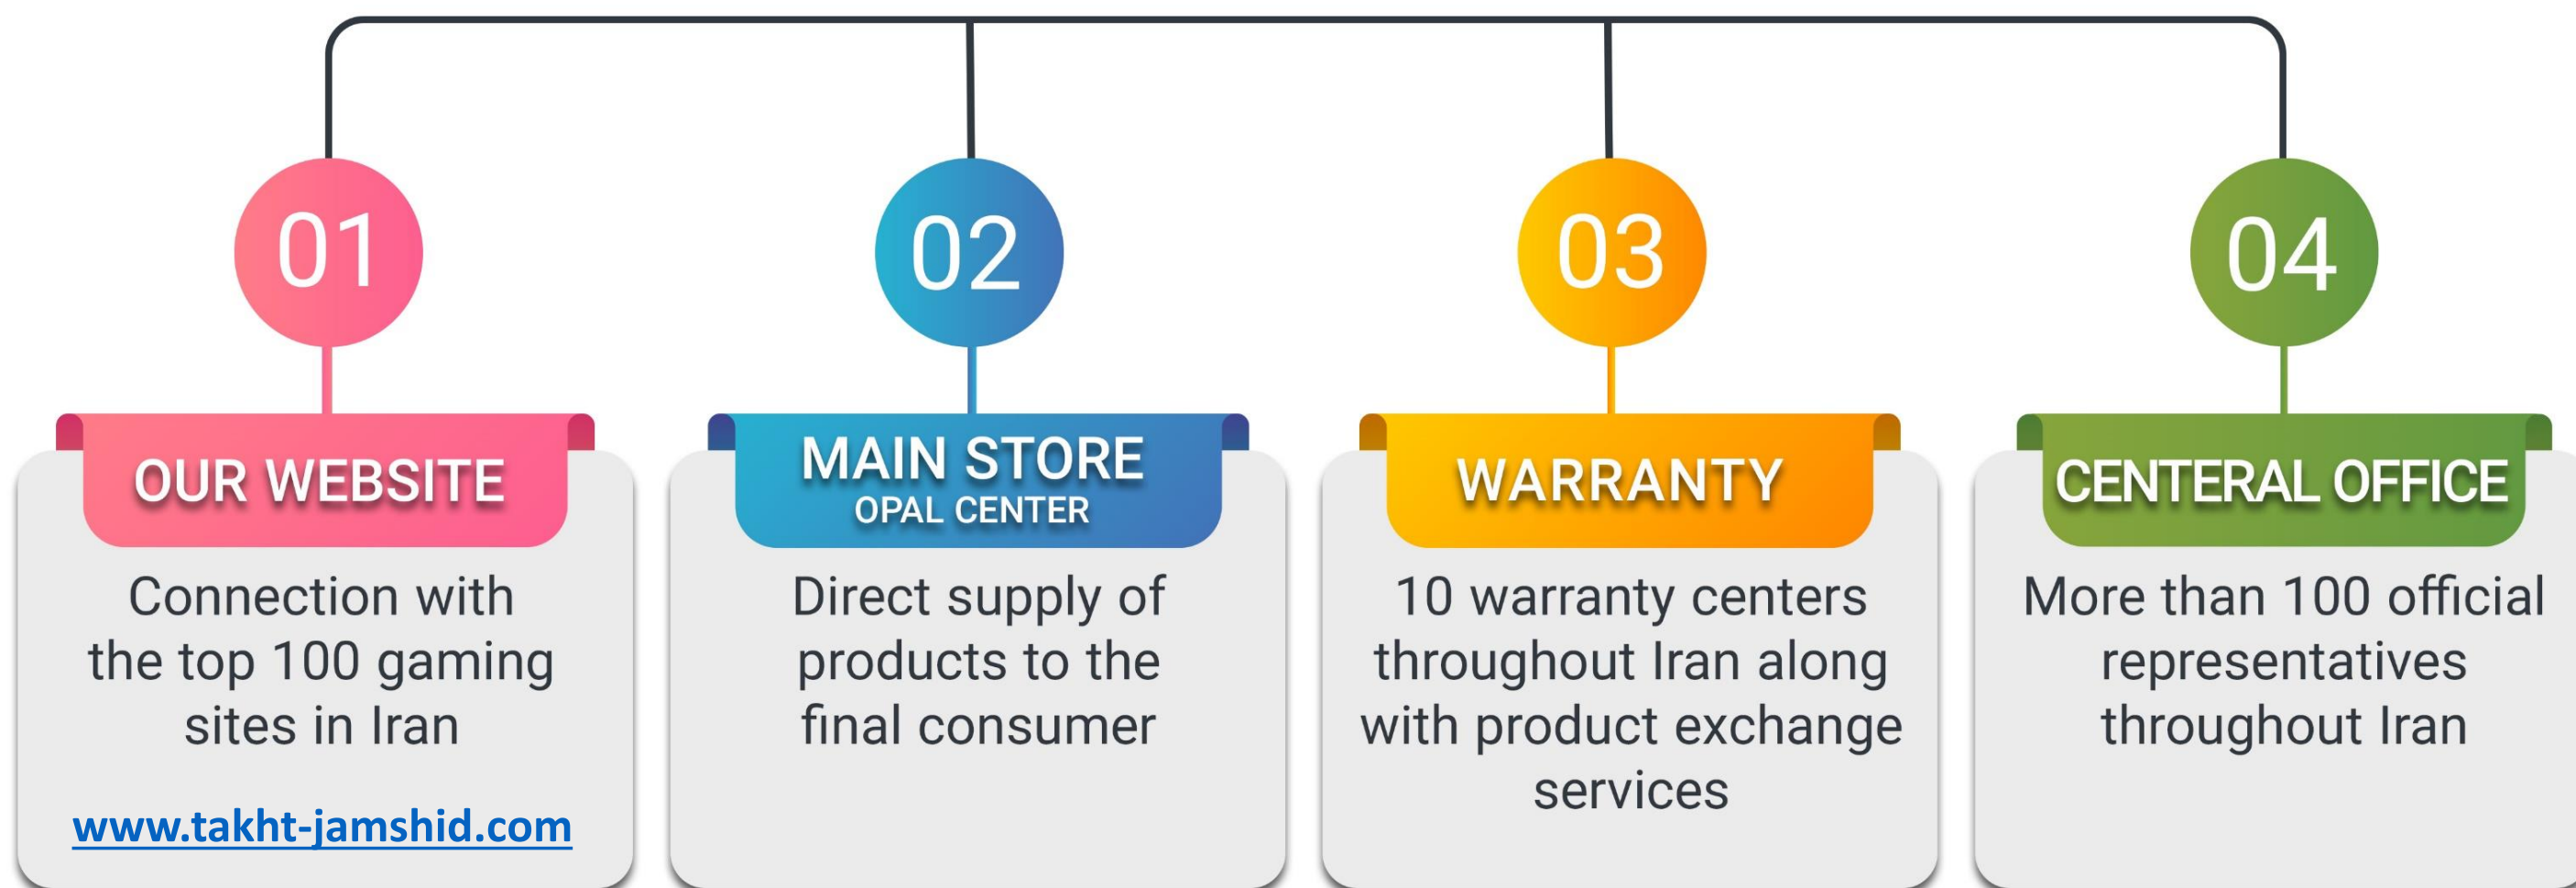 01
OUR WEBSITE
Connection with
the top 100 gaming
sites in Iran
www.takht-jamshid.com
02
MAIN STORE
OPAL CENTER
Direct supply of
products to the
final consumer
03
WARRANTY
10 warranty centers
throughout Iran along
with product exchange
services
04
CENTERAL OFFICE
More than 100 official
representatives
throughout Iran